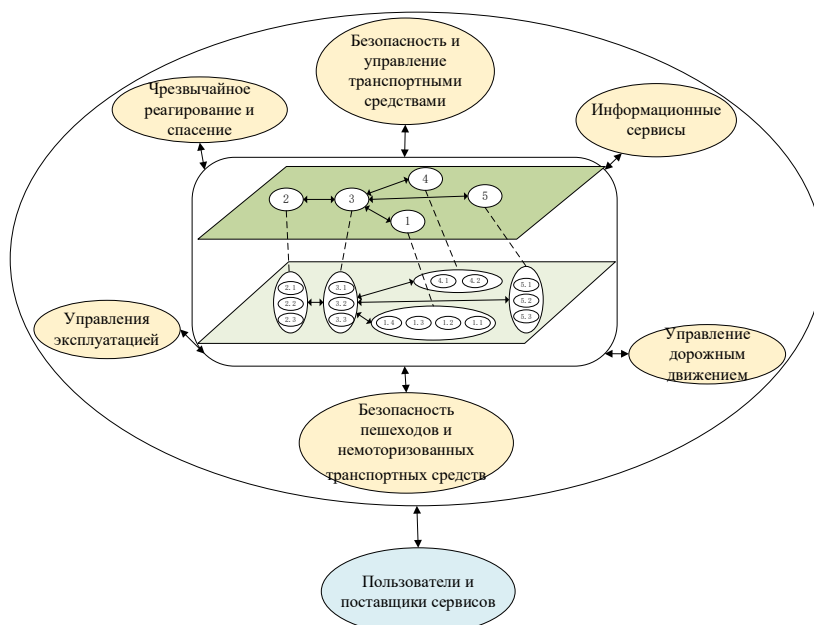 Безопасность и
управление
транспортными
средствами
Чрезвычайное
реагирование и
спасение
Информационные
сервисы
4
2
3
5
1
2.1
2.2
2.3
3.1
3.2
3.3
4.1 4.2
1.4 1.3 1.2 1.1
5.1
5.2
5.3
Управления
эксплуатацией
Управление
дорожным
движением
Безопасность
пешеходов и
немоторизованных
транспортных средств
Пользователи и
поставщики сервисов